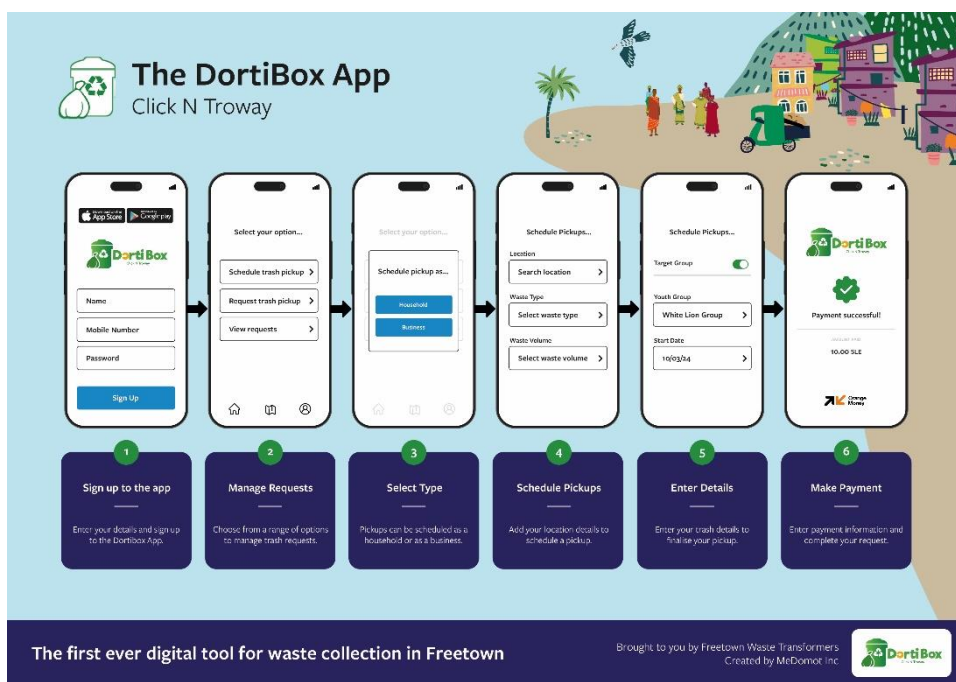 The DortiBox App
Click N Troway
App Store
Google play
Dorti Box
Name
Mobile Number
Password
Sign Up
Select your option...
Schedule trash pickup >
Request trash pickup >
View requests >
Select your option...
Schedule pickup as...
Household
Business
Schedule Pickups...
Location
Search location >
Waste Type
Select waste type >
Waste Volume
Select waste volume >
Schedule Pickups...
Target Group
Youth Group
White Lion Group >
Start Date
10/03/24 >
Dorti Box
Payment successful!
10.00 SLE
Orange
Money
1
Sign up to the app
Enter your details and sign up
to the Dortibox App.
2
Manage Requests
Choose from a range of options
to manage trash requests.
3
Select Type
Pickups can be scheduled as a
household or as a business.
4
Schedule Pickups
Add your location details to
schedule a pickup.
5
Enter Details
Enter your trash details to
finalise your pickup.
6
Make Payment
Enter payment information and
complete your request.
The first ever digital tool for waste collection in Freetown
Brought to you by Freetown Waste Transformers
Created by MeDomot Inc
Dorti Box